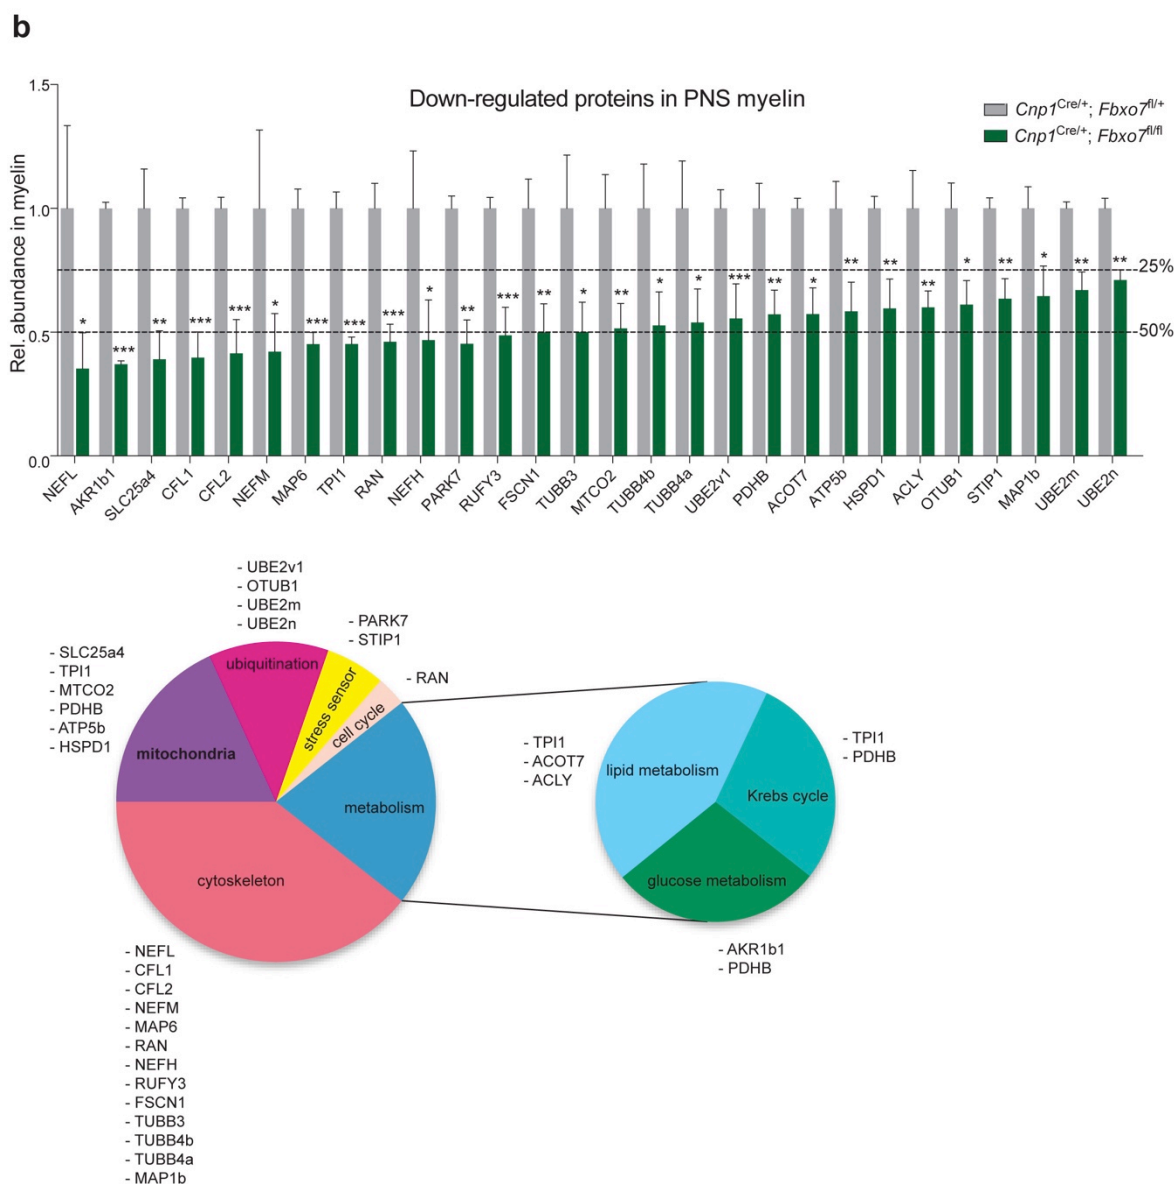 b
Down-regulated proteins in PNS myelin
Cnp1Cre/+; Fbxo7fl/+
Cnp1Cre/+; Fbxo7fl/fl
Rel. abundance in myelin
1.5
1.0
0.5
0.0
25%
50%
* *** ** *** *** * *** *** *** * ** *** ** * ** * * *** ** * ** ** ** * ** * ** **
NEFL AKR1b1 SLC25a4 CFL1 CFL2 NEFM MAP6 TPI1 RAN NEFH PARK7 RUFY3 FSCN1 TUBB3 MTCO2 TUBB4b TUBB4a UBE2v1 PDHB ACOT7 ATP5b HSPD1 ACLY OTUB1 STIP1 MAP1b UBE2m UBE2n
- UBE2v1
- OTUB1
- UBE2m
- UBE2n
- PARK7
- STIP1
- RAN
- SLC25a4
- TPI1
- MTCO2
- PDHB
- ATP5b
- HSPD1
ubiquitination
stress sensor
cell cycle
mitochondria
metabolism
cytoskeleton
- TPI1
- ACOT7
- ACLY
lipid metabolism
Krebs cycle
glucose metabolism
- TPI1
- PDHB
- AKR1b1
- PDHB
- NEFL
- CFL1
- CFL2
- NEFM
- MAP6
- RAN
- NEFH
- RUFY3
- FSCN1
- TUBB3
- TUBB4b
- TUBB4a
- MAP1b